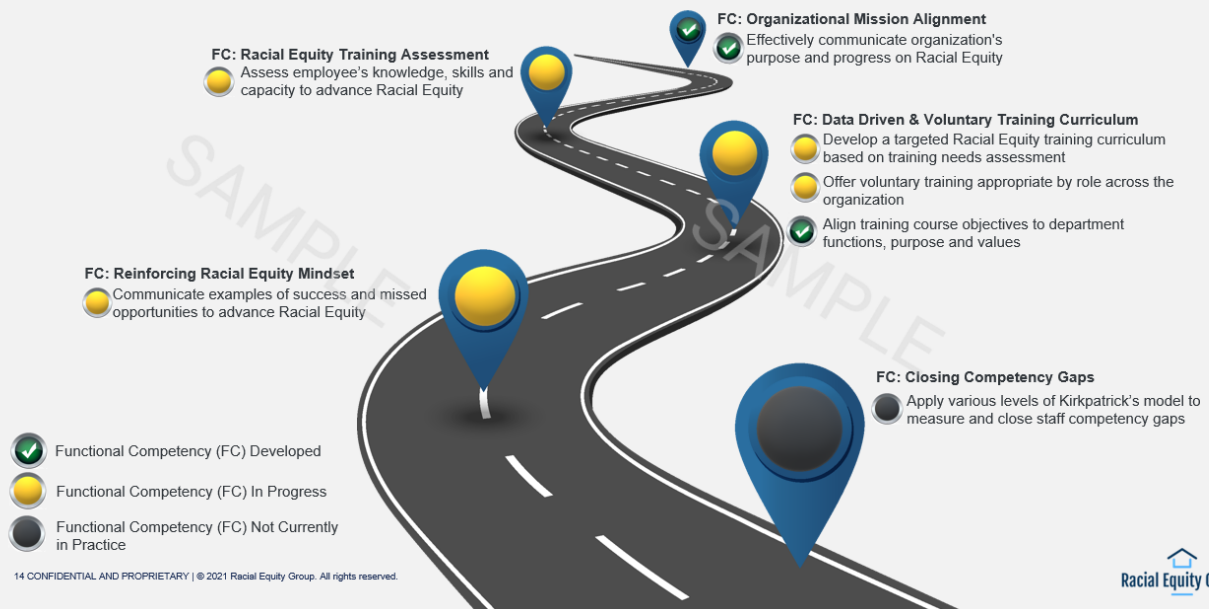 FC: Organizational Mission Alignment
Effectively communicate organization's
purpose and progress on Racial Equity
FC: Racial Equity Training Assessment
Assess employee's knowledge, skills and
capacity to advance Racial Equity
FC: Data Driven & Voluntary Training Curriculum
Develop a targeted Racial Equity training curriculum
based on training needs assessment
Offer voluntary training appropriate by role across the
organization
Align training course objectives to department
functions, purpose and values
SAMPLE
SAMPLE
FC: Reinforcing Racial Equity Mindset
Communicate examples of success and missed
opportunities to advance Racial Equity
FC: Closing Competency Gaps
Apply various levels of Kirkpatrick's model to
measure and close staff competency gaps
Functional Competency (FC) Developed
Functional Competency (FC) In Progress
Functional Competency (FC) Not Currently
in Practice
14 CONFIDENTIAL AND PROPRIETARY | © 2021 Racial Equity Group. All rights reserved.
Racial Equity